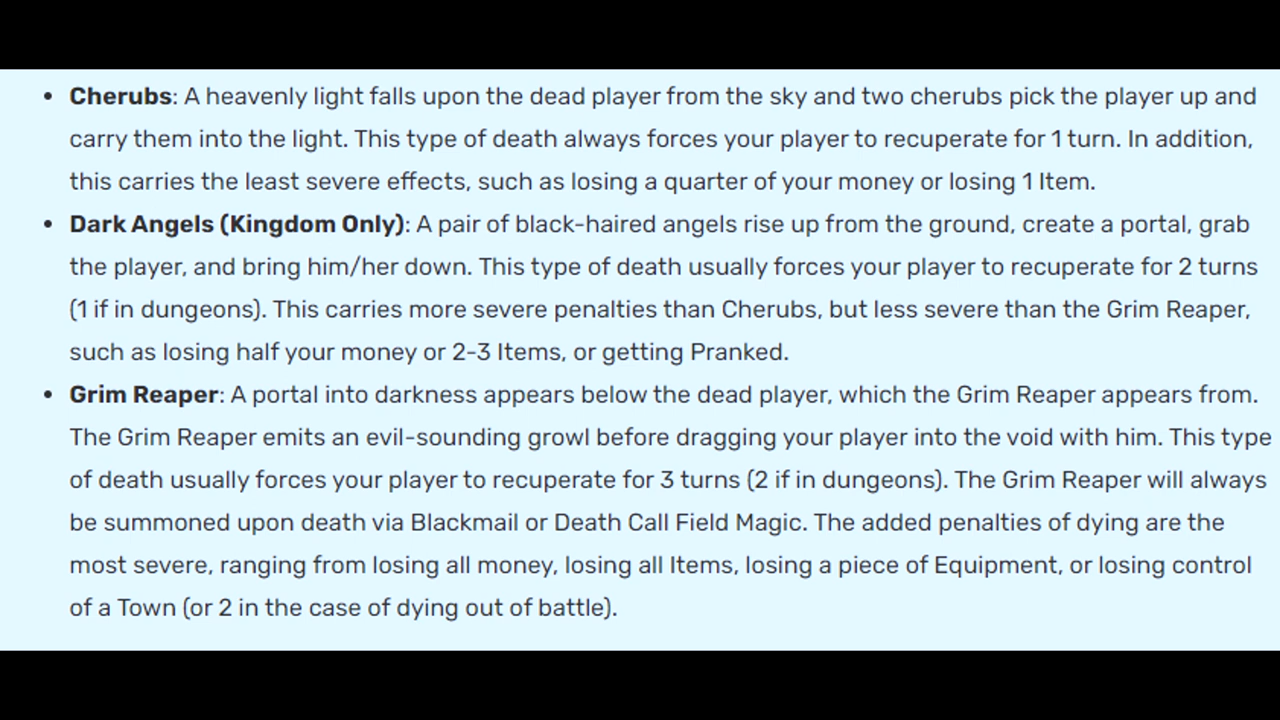 • Cherubs: A heavenly light falls upon the dead player from the sky and two cherubs pick the player up and
carry them into the light. This type of death always forces your player to recuperate for 1 turn. In addition,
this carries the least severe effects, such as losing a quarter of your money or losing 1 Item.
• Dark Angels (Kingdom Only): A pair of black-haired angels rise up from the ground, create a portal, grab
the player, and bring him/her down. This type of death usually forces your player to recuperate for 2 turns
(1 if in dungeons). This carries more severe penalties than Cherubs, but less severe than the Grim Reaper,
such as losing half your money or 2-3 Items, or getting Pranked.
• Grim Reaper: A portal into darkness appears below the dead player, which the Grim Reaper appears from.
The Grim Reaper emits an evil-sounding growl before dragging your player into the void with him. This type
of death usually forces your player to recuperate for 3 turns (2 if in dungeons). The Grim Reaper will always
be summoned upon death via Blackmail or Death Call Field Magic. The added penalties of dying are the
most severe, ranging from losing all money, losing all Items, losing a piece of Equipment, or losing control
of a Town (or 2 in the case of dying out of battle).